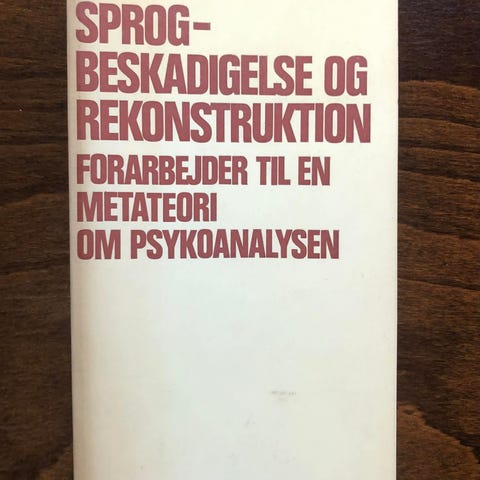 SPROG-
BESKADIGELSE OG
REKONSTRUKTION
FORARBEJDER TIL EN
METATEORI
OM PSYKOANALYSEN